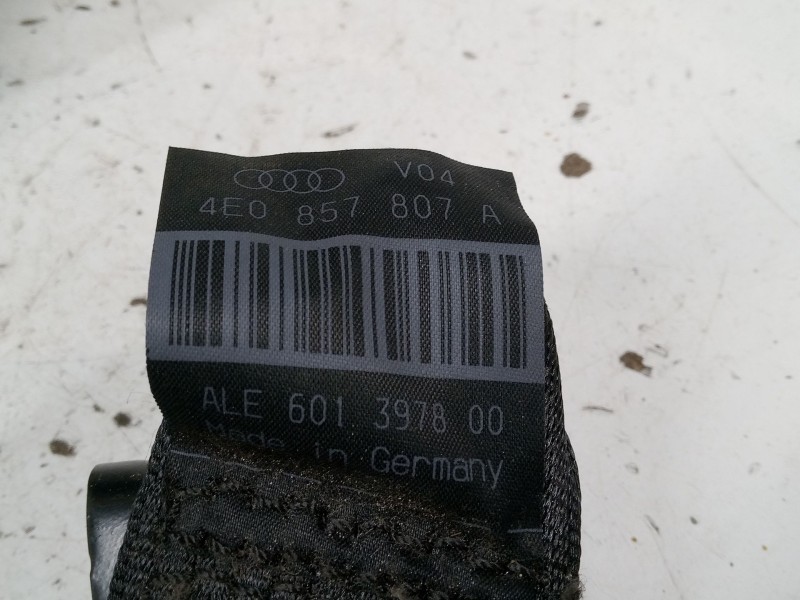 V04
4E0 857 807 A
ALE 601 3978 00
Made in Germany